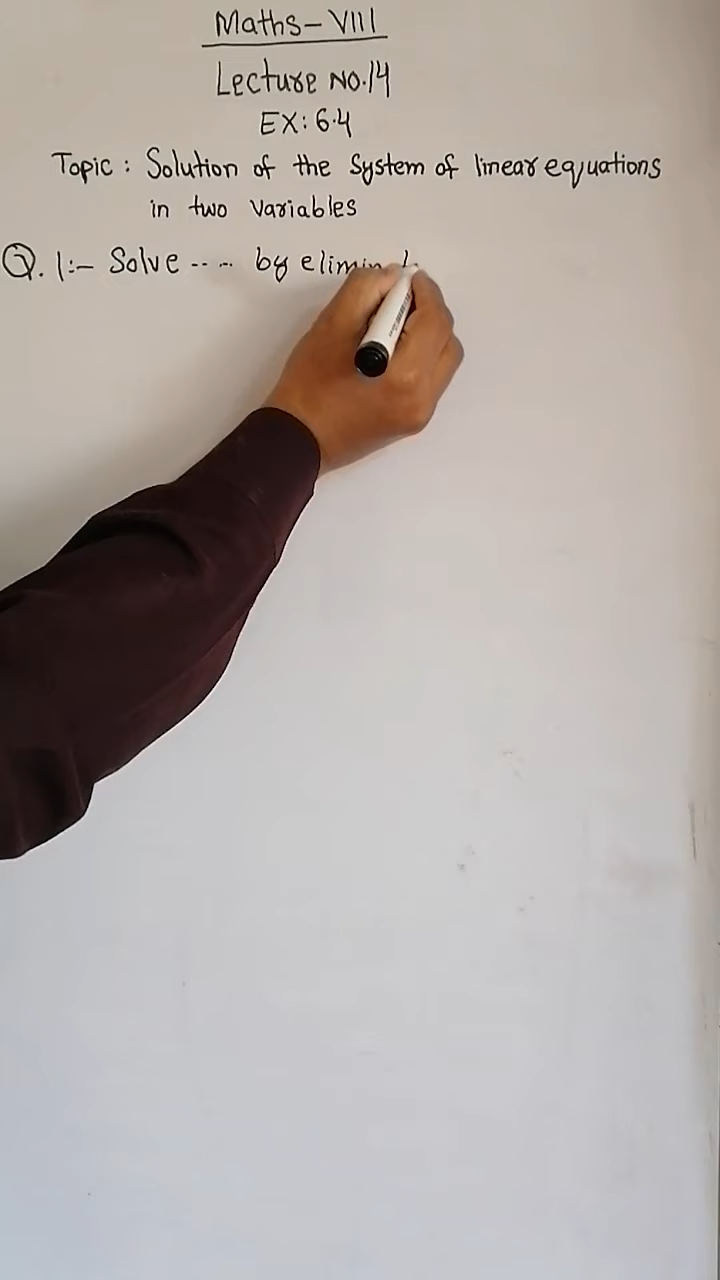 Maths - VIII
Lecture No. 14
EX: 6.4
Topic : Solution of the System of linear equations
in two Variables
Q. 1:- Solve ---- by